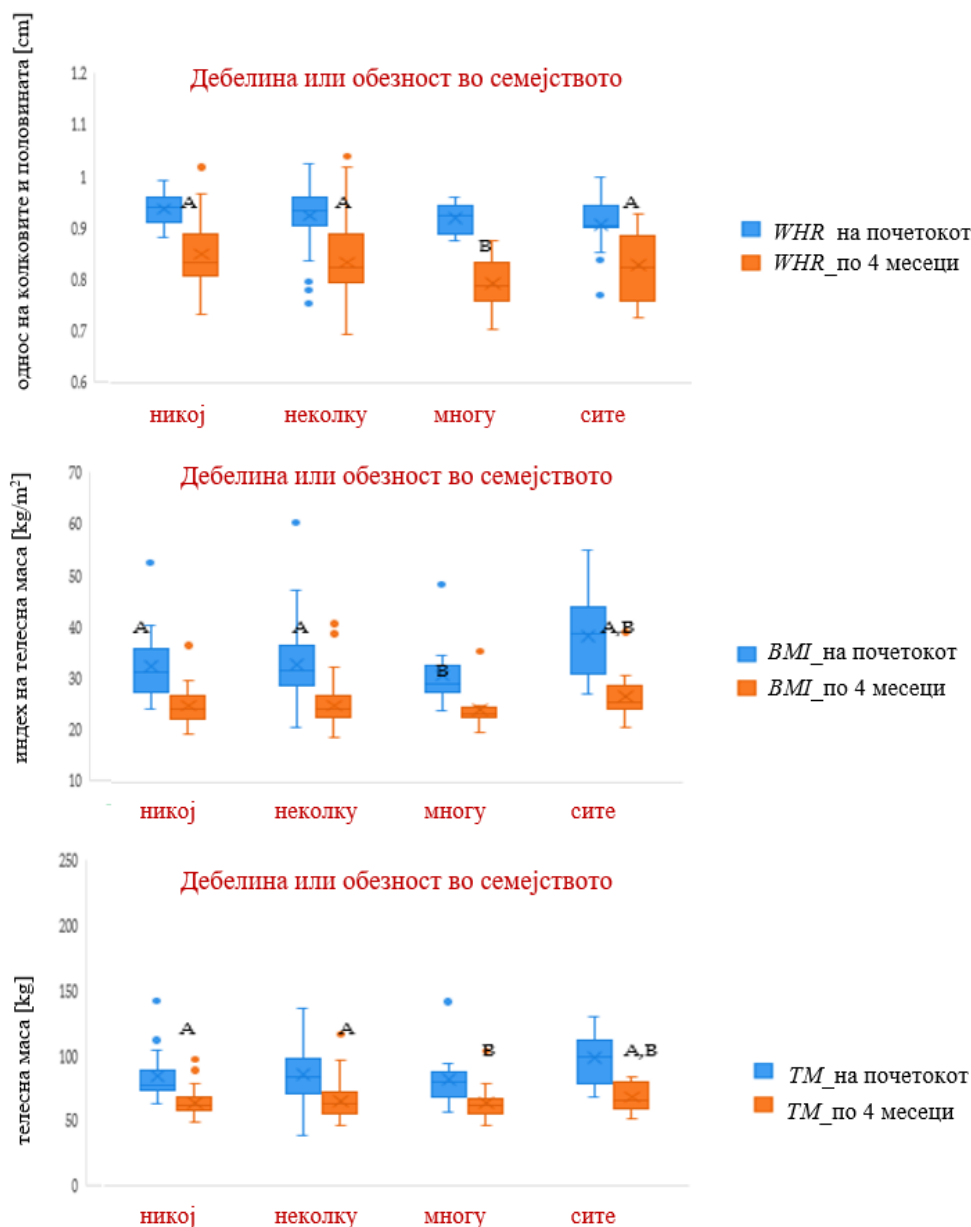 однос на колковите и половината [cm]
Дебелина или обезност во семејството
1.2
1.1
1
0.9
0.8
0.7
0.6
A
A
B
A
никој
неколку
многу
сите
WHR на почетокот
WHR_по 4 месеци
индех на телесна маса [kg/m²]
Дебелина или обезност во семејството
70
60
50
40
30
20
10
A
A
B
A,B
никој
неколку
многу
сите
BMI_на почетокот
BMI_по 4 месеци
телесна маса [kg]
Дебелина или обезност во семејството
250
200
150
100
50
0
A
A
B
A,B
никој
неколку
многу
сите
TM_на почетокот
TM_по 4 месеци